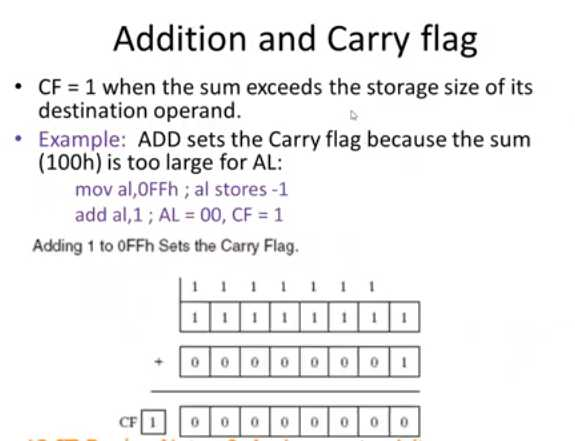 Addition and Carry flag
• CF = 1 when the sum exceeds the storage size of its
destination operand.
• Example: ADD sets the Carry flag because the sum
(100h) is too large for AL:
mov al,0FFh ; al stores -1
add al,1 ; AL = 00, CF = 1
Adding 1 to 0FFh Sets the Carry Flag.
1 1 1 1 1 1 1
1 1 1 1 1 1 1 1
+ 0 0 0 0 0 0 0 1
CF 1 0 0 0 0 0 0 0 0